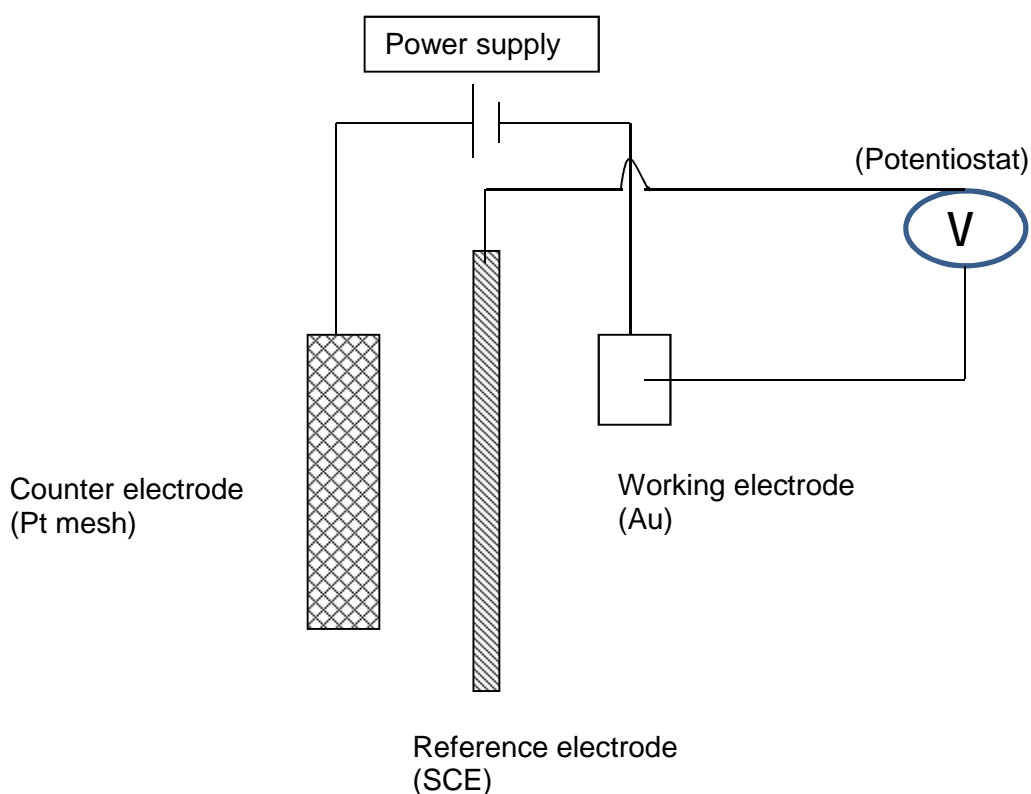 Power supply
(Potentiostat)
V
Counter electrode
(Pt mesh)
Working electrode
(Au)
Reference electrode
(SCE)